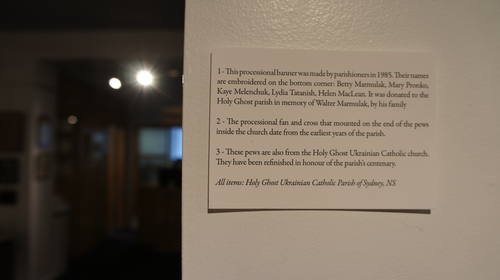 1 - This processional banner was made by parishioners in 1985. Their names
are embroidered on the bottom corner: Betty Marmulak, Mary Pronko,
Kaye Melenchuk, Lydia Tatanish, Helen MacLean. It was donated to the
Holy Ghost parish in memory of Walter Marmulak, by his family
2 - The processional fan and cross that mounted on the end of the pews
inside the church date from the earliest years of the parish.
3 - These pews are also from the Holy Ghost Ukrainian Catholic church.
They have been refinished in honour of the parish's centenary.
All items: Holy Ghost Ukrainian Catholic Parish of Sydney, NS